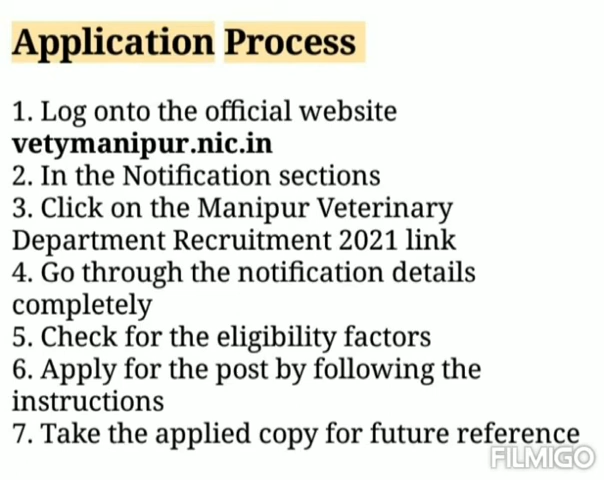 Application Process
1. Log onto the official website
vetymanipur.nic.in
2. In the Notification sections
3. Click on the Manipur Veterinary
Department Recruitment 2021 link
4. Go through the notification details
completely
5. Check for the eligibility factors
6. Apply for the post by following the
instructions
7. Take the applied copy for future reference
FILMIGO